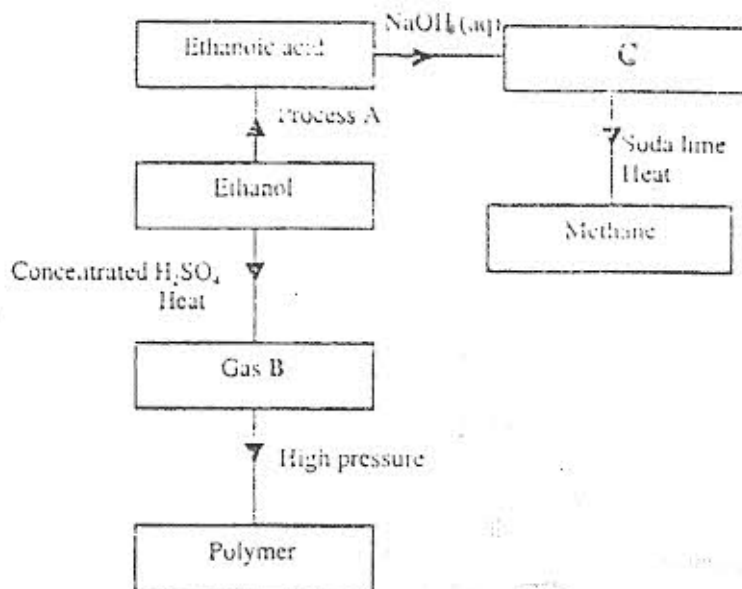 NaOH (aq)
Ethanoic acid
C
Process A
Soda lime
Heat
Ethanol
Methane
Concentrated H₂SO₄
Heat
Gas B
High pressure
Polymer